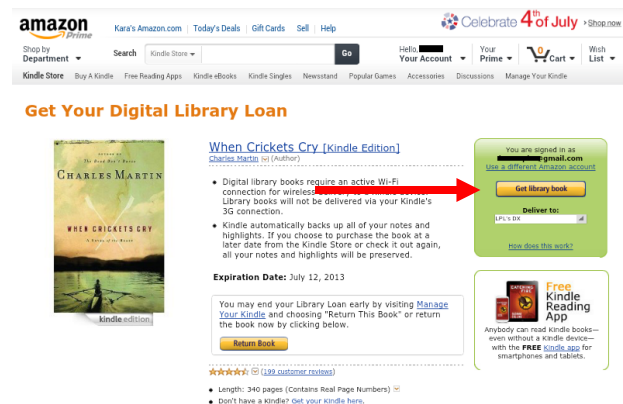 amazon
Prime
Kara's Amazon.com | Today's Deals | Gift Cards Sell | Help
Celebrate 4th of July › Shop now
Shop by
Department
Search Kindle Store Go
Hello,
Your Account
Your
Prime
0
Cart
Wish
List
Kindle Store Buy A Kindle Free Reading Apps Kindle eBooks Kindle Singles Newsstand Popular Games Accessories Discussions Manage Your Kindle
Get Your Digital Library Loan
CHARLES MARTIN
WHEN CRICKETS CRY
kindle edition
When Crickets Cry [Kindle Edition]
Charles Martin (Author)
• Digital library books require an active Wi-Fi
connection for wireless
Library books will not be delivered via your Kindle's
3G connection.
• Kindle automatically backs up all of your notes and
highlights. If you choose to purchase the book at a
later date from the Kindle Store or check it out again,
all your notes and highlights will be preserved.
Expiration Date: July 12, 2013
You may end your Library Loan early by visiting Manage
Your Kindle and choosing "Return This Book" or return
the book now by clicking below.
Return Book
(199 customer reviews)
• Length: 340 pages (Contains Real Page Numbers)
• Don't have a Kindle? Get your Kindle here.
You are signed in as
gmail.com
Use a different Amazon account
Get library book
Deliver to:
LPL's DX
How does this work?
CATCHING
FIRE
Free
Kindle
Reading
App
Anybody can read Kindle books—
even without a Kindle device—
with the FREE Kindle app for
smartphones and tablets.